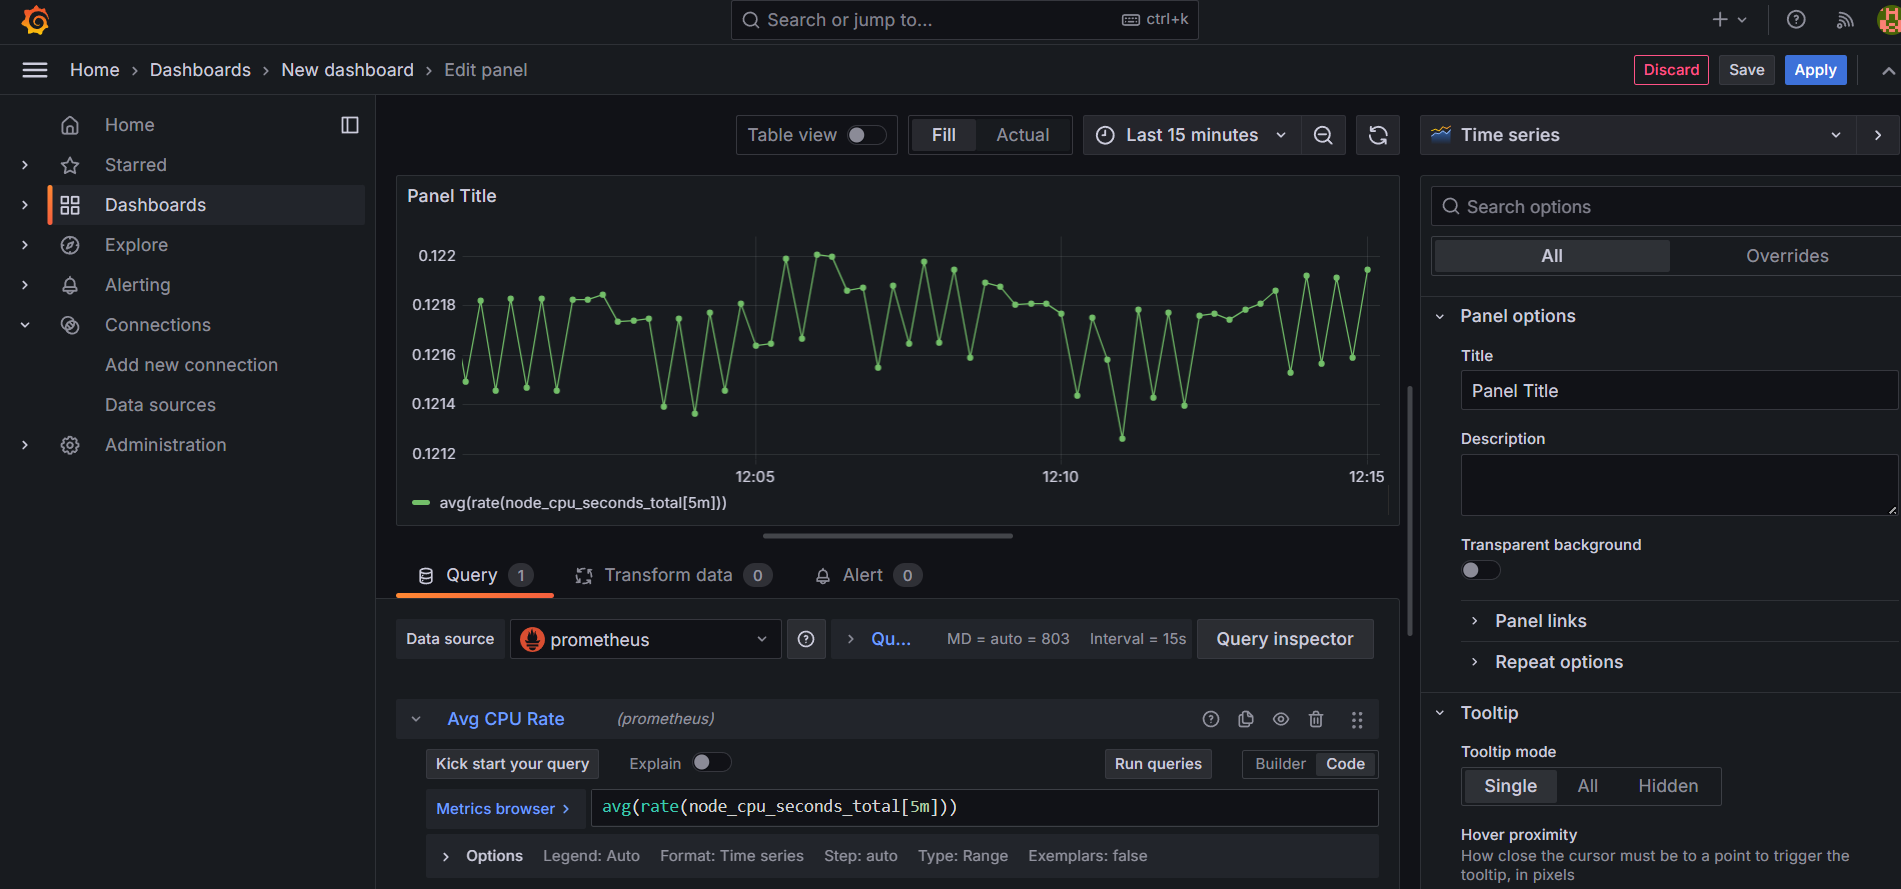 Search or jump to... ctrl+k
Home › Dashboards › New dashboard › Edit panel
Discard Save Apply
Home
Starred
Dashboards
Explore
Alerting
Connections
Add new connection
Data sources
Administration
Table view Fill Actual Last 15 minutes
Time series
Panel Title
0.122
0.1218
0.1216
0.1214
0.1212
12:05 12:10 12:15
avg(rate(node_cpu_seconds_total[5m]))
Query 1 Transform data 0 Alert 0
Data source prometheus Qu... MD = auto = 803 Interval = 15s Query inspector
Avg CPU Rate (prometheus)
Kick start your query Explain Run queries Builder Code
Metrics browser > avg(rate(node_cpu_seconds_total[5m]))
Options Legend: Auto Format: Time series Step: auto Type: Range Exemplars: false
Search options
All Overrides
Panel options
Title
Panel Title
Description
Transparent background
Panel links
Repeat options
Tooltip
Tooltip mode
Single All Hidden
Hover proximity
How close the cursor must be to a point to trigger the
tooltip, in pixels